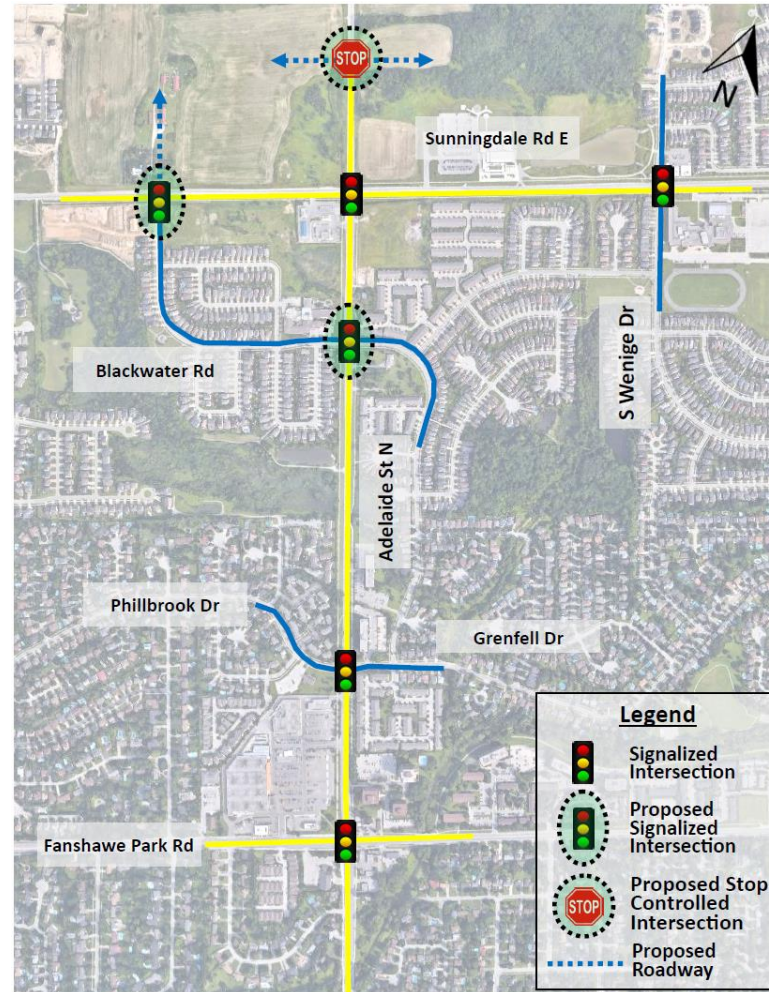 STOP
N
Sunningdale Rd E
S Wenige Dr
Blackwater Rd
Adelaide St N
Phillbrook Dr
Grenfell Dr
Fanshawe Park Rd
Legend
Signalized
Intersection
Proposed
Signalized
Intersection
STOP
Proposed Stop
Controlled
Intersection
Proposed
Roadway